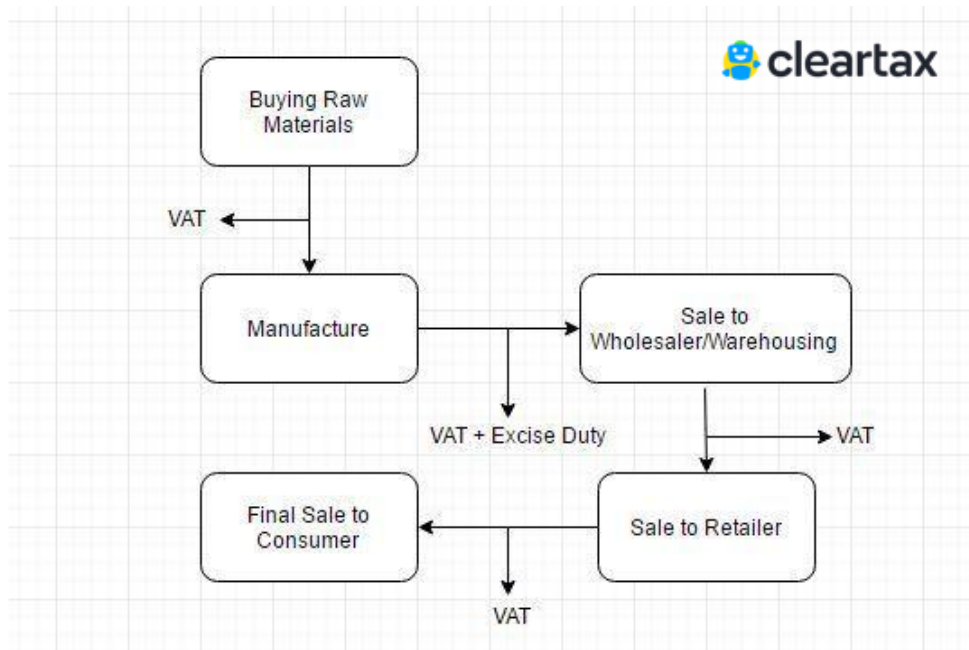 cleartax
Buying Raw
Materials
VAT
Manufacture
Sale to
Wholesaler/Warehousing
VAT + Excise Duty
VAT
Final Sale to
Consumer
Sale to Retailer
VAT